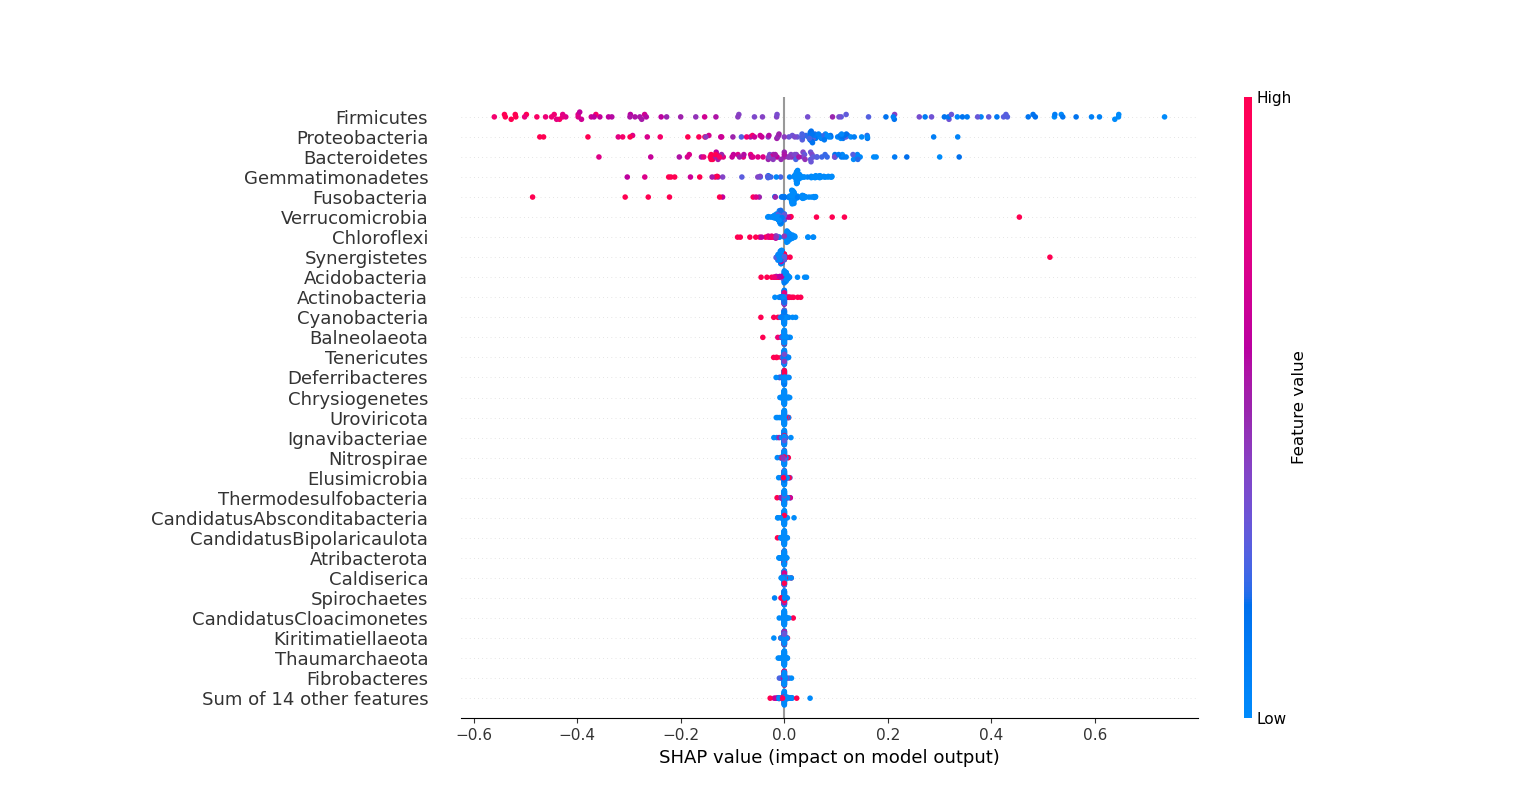 High
Firmicutes
Proteobacteria
Bacteroidetes
Gemmatimonadetes
Fusobacteria
Verrucomicrobia
Chloroflexi
Synergistetes
Acidobacteria
Actinobacteria
Cyanobacteria
Balneolaeota
Tenericutes
Deferribacteres
Chrysiogenetes
Uroviricota
Ignavibacteriae
Nitrospirae
Elusimicrobia
Thermodesulfobacteria
CandidatusAbsconditabacteria
CandidatusBipolaricaulota
Atribacterota
Caldiserica
Spirochaetes
CandidatusCloacimonetes
Kiritimatiellaeota
Thaumarchaeota
Fibrobacteres
Sum of 14 other features
Feature value
Low
−0.6 −0.4 −0.2 0.0 0.2 0.4 0.6
SHAP value (impact on model output)